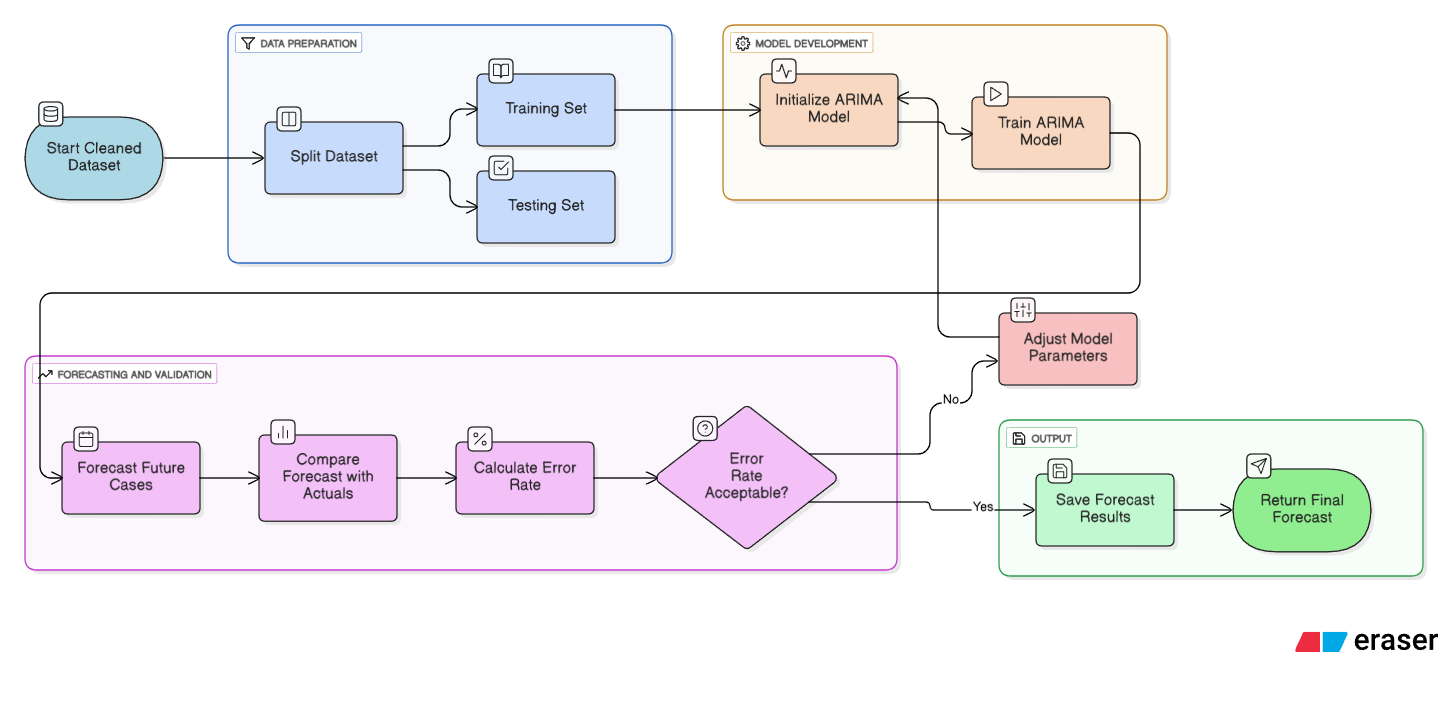 DATA PREPARATION
MODEL DEVELOPMENT
Start Cleaned
Dataset
Split Dataset
Training Set
Testing Set
Initialize ARIMA
Model
Train ARIMA
Model
Adjust Model
Parameters
FORECASTING AND VALIDATION
Forecast Future
Cases
Compare
Forecast with
Actuals
Calculate Error
Rate
Error
Rate
Acceptable?
No
Yes
OUTPUT
Save Forecast
Results
Return Final
Forecast
eraser